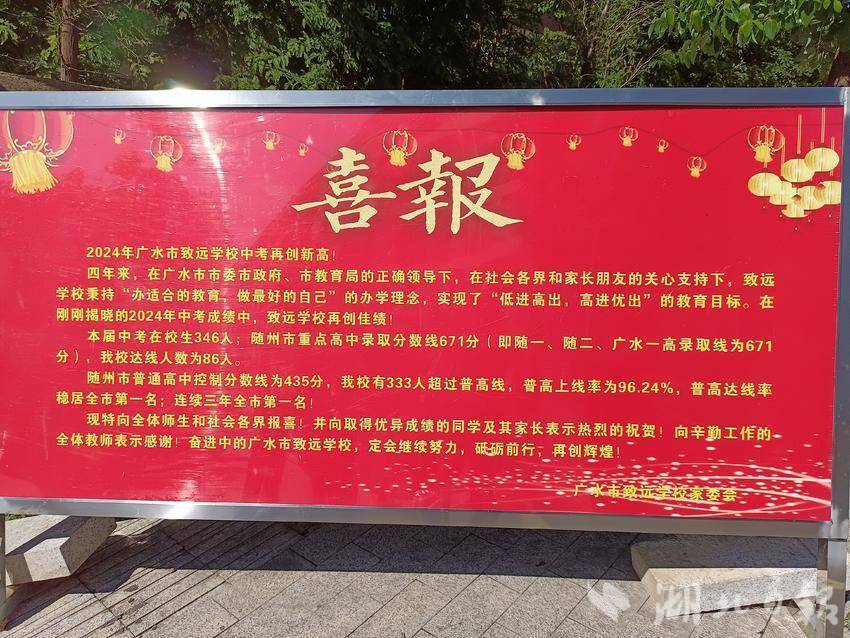 喜報
2024年广水市致远学校中考再创新高！
四年来，在广水市市委市政府、市教育局的正确领导下，在社会各界和家长朋友的关心支持下，致远
学校秉持“办适合的教育，做最好的自己”的办学理念，实现了“低进高出，高进优出”的教育目标。在
刚刚揭晓的2024年中考成绩中，致远学校再创佳绩！
本届中考在校生346人；随州市重点高中录取分数线671分（即随一、随二、广水一高录取线为671
分），我校达线人数为86人。
随州市普通高中控制分数线为435分，我校有333人超过普高线，普高上线率为96.24%，普高达线率
稳居全市第一名；连续三年全市第一名！
现特向全体师生和社会各界报喜！并向取得优异成绩的同学及其家长表示热烈的祝贺！向辛勤工作的
全体教师表示感谢！奋进中的广水市致远学校，定会继续努力，砥砺前行，再创辉煌！
广水市致远学校家委会
湖北日报